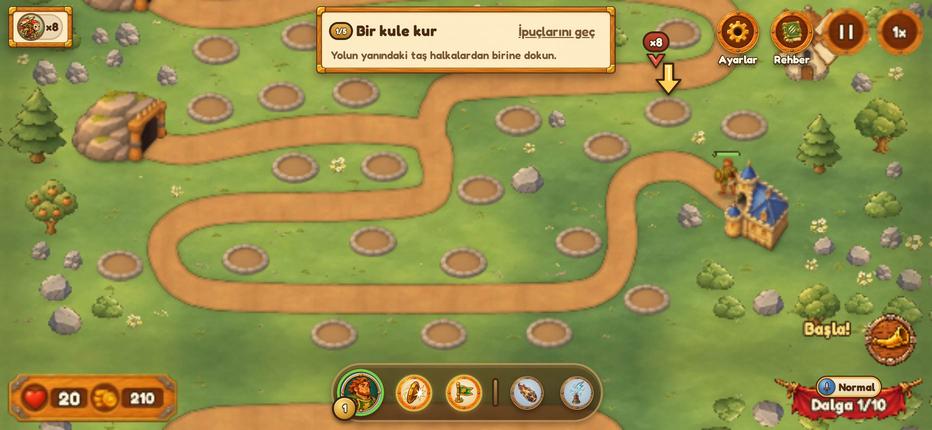 x8
1/5 Bir kule kur
İpuçlarını geç
Yolun yanındaki taş halkalardan birine dokun.
x8
Ayarlar
Rehber
1x
Başla!
20
210
1
Normal
Dalga 1/10